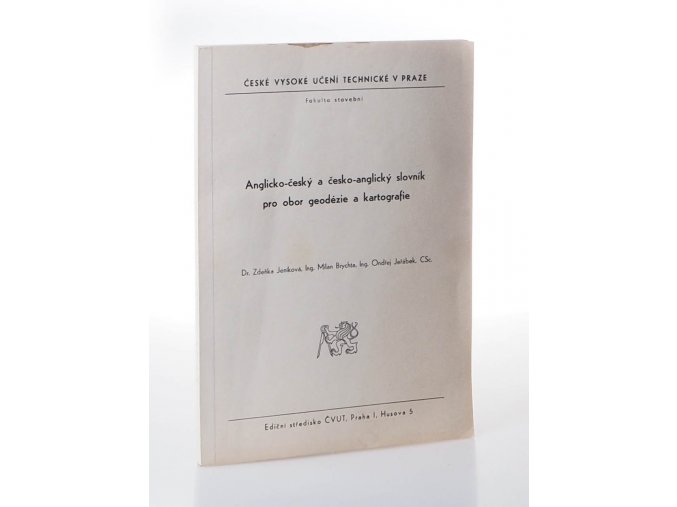 ČESKÉ VYSOKÉ UČENÍ TECHNICKÉ V PRAZE
Fakulta stavební
Anglicko-český a česko-anglický slovník
pro obor geodézie a kartografie
Dr. Zdeňka Jeníková, Ing. Milan Brychta, Ing. Ondřej Jeřábek, CSc.
Ediční středisko ČVUT, Praha 1, Husova 5